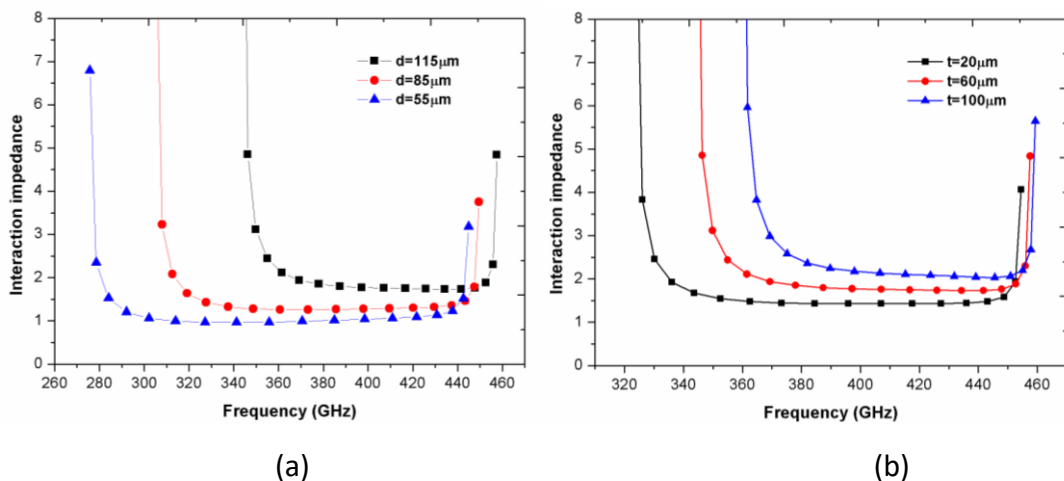 8
7
6
5
4
3
2
1
0
Interaction impedance
d=115μm
d=85μm
d=55μm
260 280 300 320 340 360 380 400 420 440 460
Frequency (GHz)
(a)
8
7
6
5
4
3
2
1
0
Interaction impedance
t=20μm
t=60μm
t=100μm
320 340 360 380 400 420 440 460
Frequency (GHz)
(b)